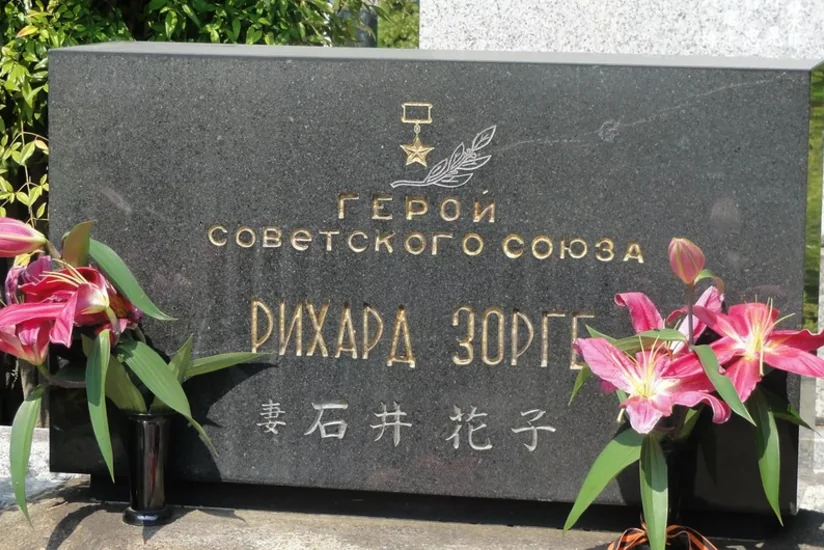 ГЕРОЙ
СОВЕТСКОГО СОЮЗА
РИХАРД ЗОРГЕ
妻 石井 花子